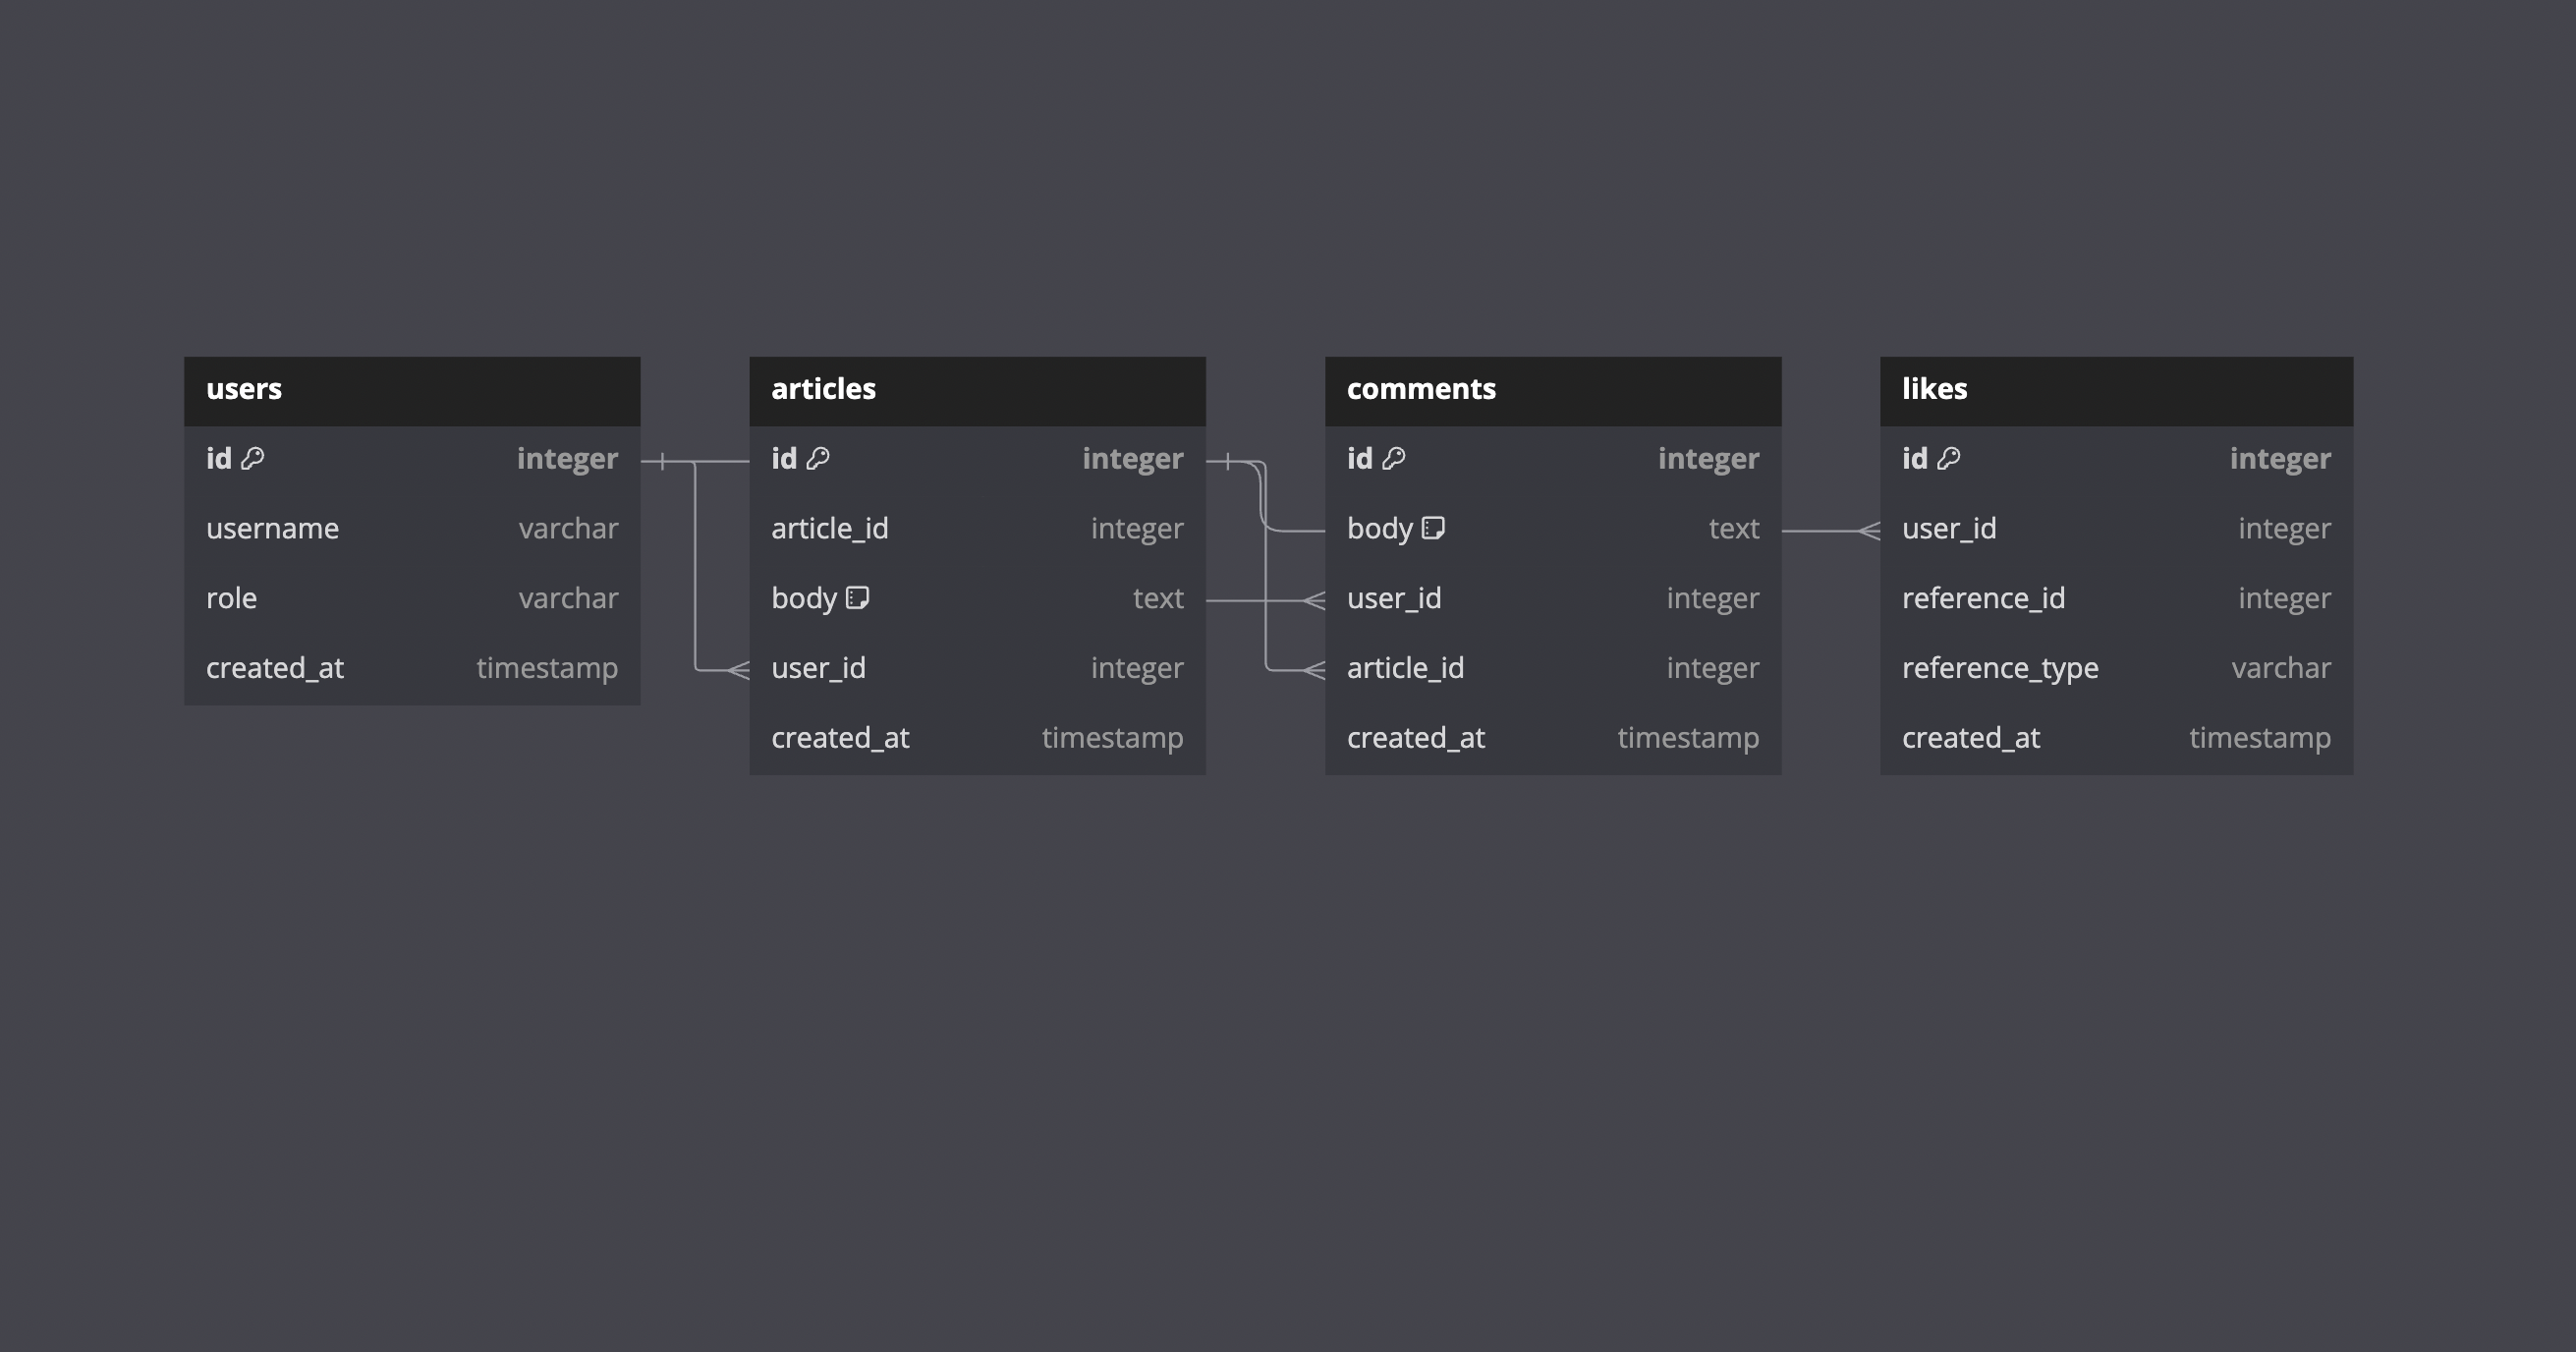 users
id integer
username varchar
role varchar
created_at timestamp
articles
id integer
article_id integer
body text
user_id integer
created_at timestamp
comments
id integer
body text
user_id integer
article_id integer
created_at timestamp
likes
id integer
user_id integer
reference_id integer
reference_type varchar
created_at timestamp